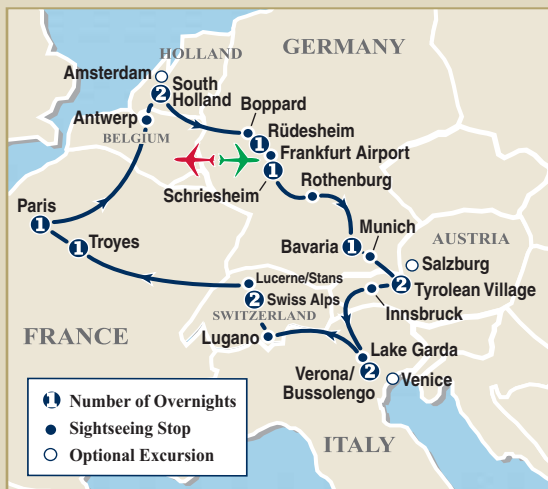 HOLLAND
GERMANY
Amsterdam
2
South
Holland
Antwerp
BELGIUM
Boppard
Rüdesheim
1
Frankfurt Airport
1
Schriesheim
Rothenburg
Paris
1
1
Troyes
Munich
Bavaria
1
AUSTRIA
Salzburg
2
Tyrolean Village
Innsbruck
Lucerne/Stans
2
Swiss Alps
SWITZERLAND
Lugano
FRANCE
Lake Garda
Verona/
Bussolengo
2
Venice
ITALY
1 Number of Overnights
Sightseeing Stop
Optional Excursion